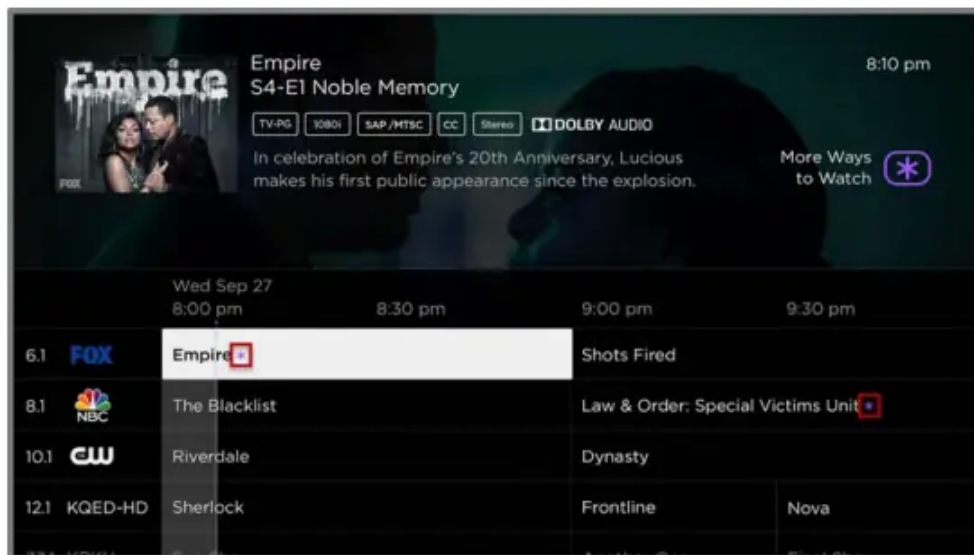 Empire
Empire
S4-E1 Noble Memory
8:10 pm
TV-PG 1080i SAP/MTSC CC Stereo DOLBY AUDIO
In celebration of Empire's 20th Anniversary, Lucious
makes his first public appearance since the explosion.
More Ways
to Watch *
FOX
Wed Sep 27
8:00 pm 8:30 pm 9:00 pm 9:30 pm
6.1 FOX Empire * Shots Fired
8.1 NBC The Blacklist Law & Order: Special Victims Unit *
10.1 CW Riverdale Dynasty
12.1 KQED-HD Sherlock Frontline Nova